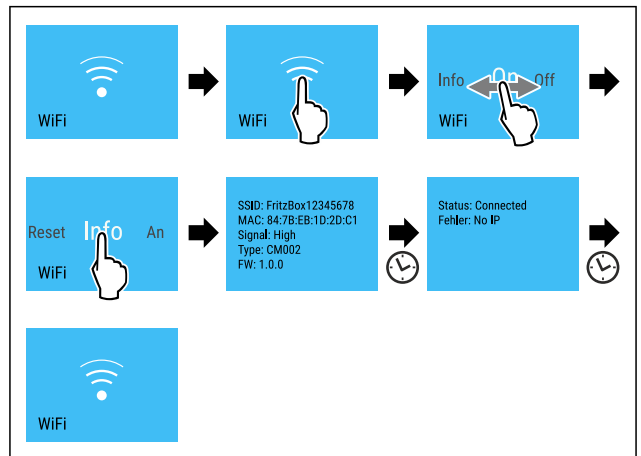 WiFi
WiFi
Info On Off
WiFi
Reset Info An
WiFi
SSID: FritzBox12345678
MAC: 84:7B:EB:1D:2D:C1
Signal: High
Type: CM002
FW: 1.0.0
Status: Connected
Fehler: No IP
WiFi